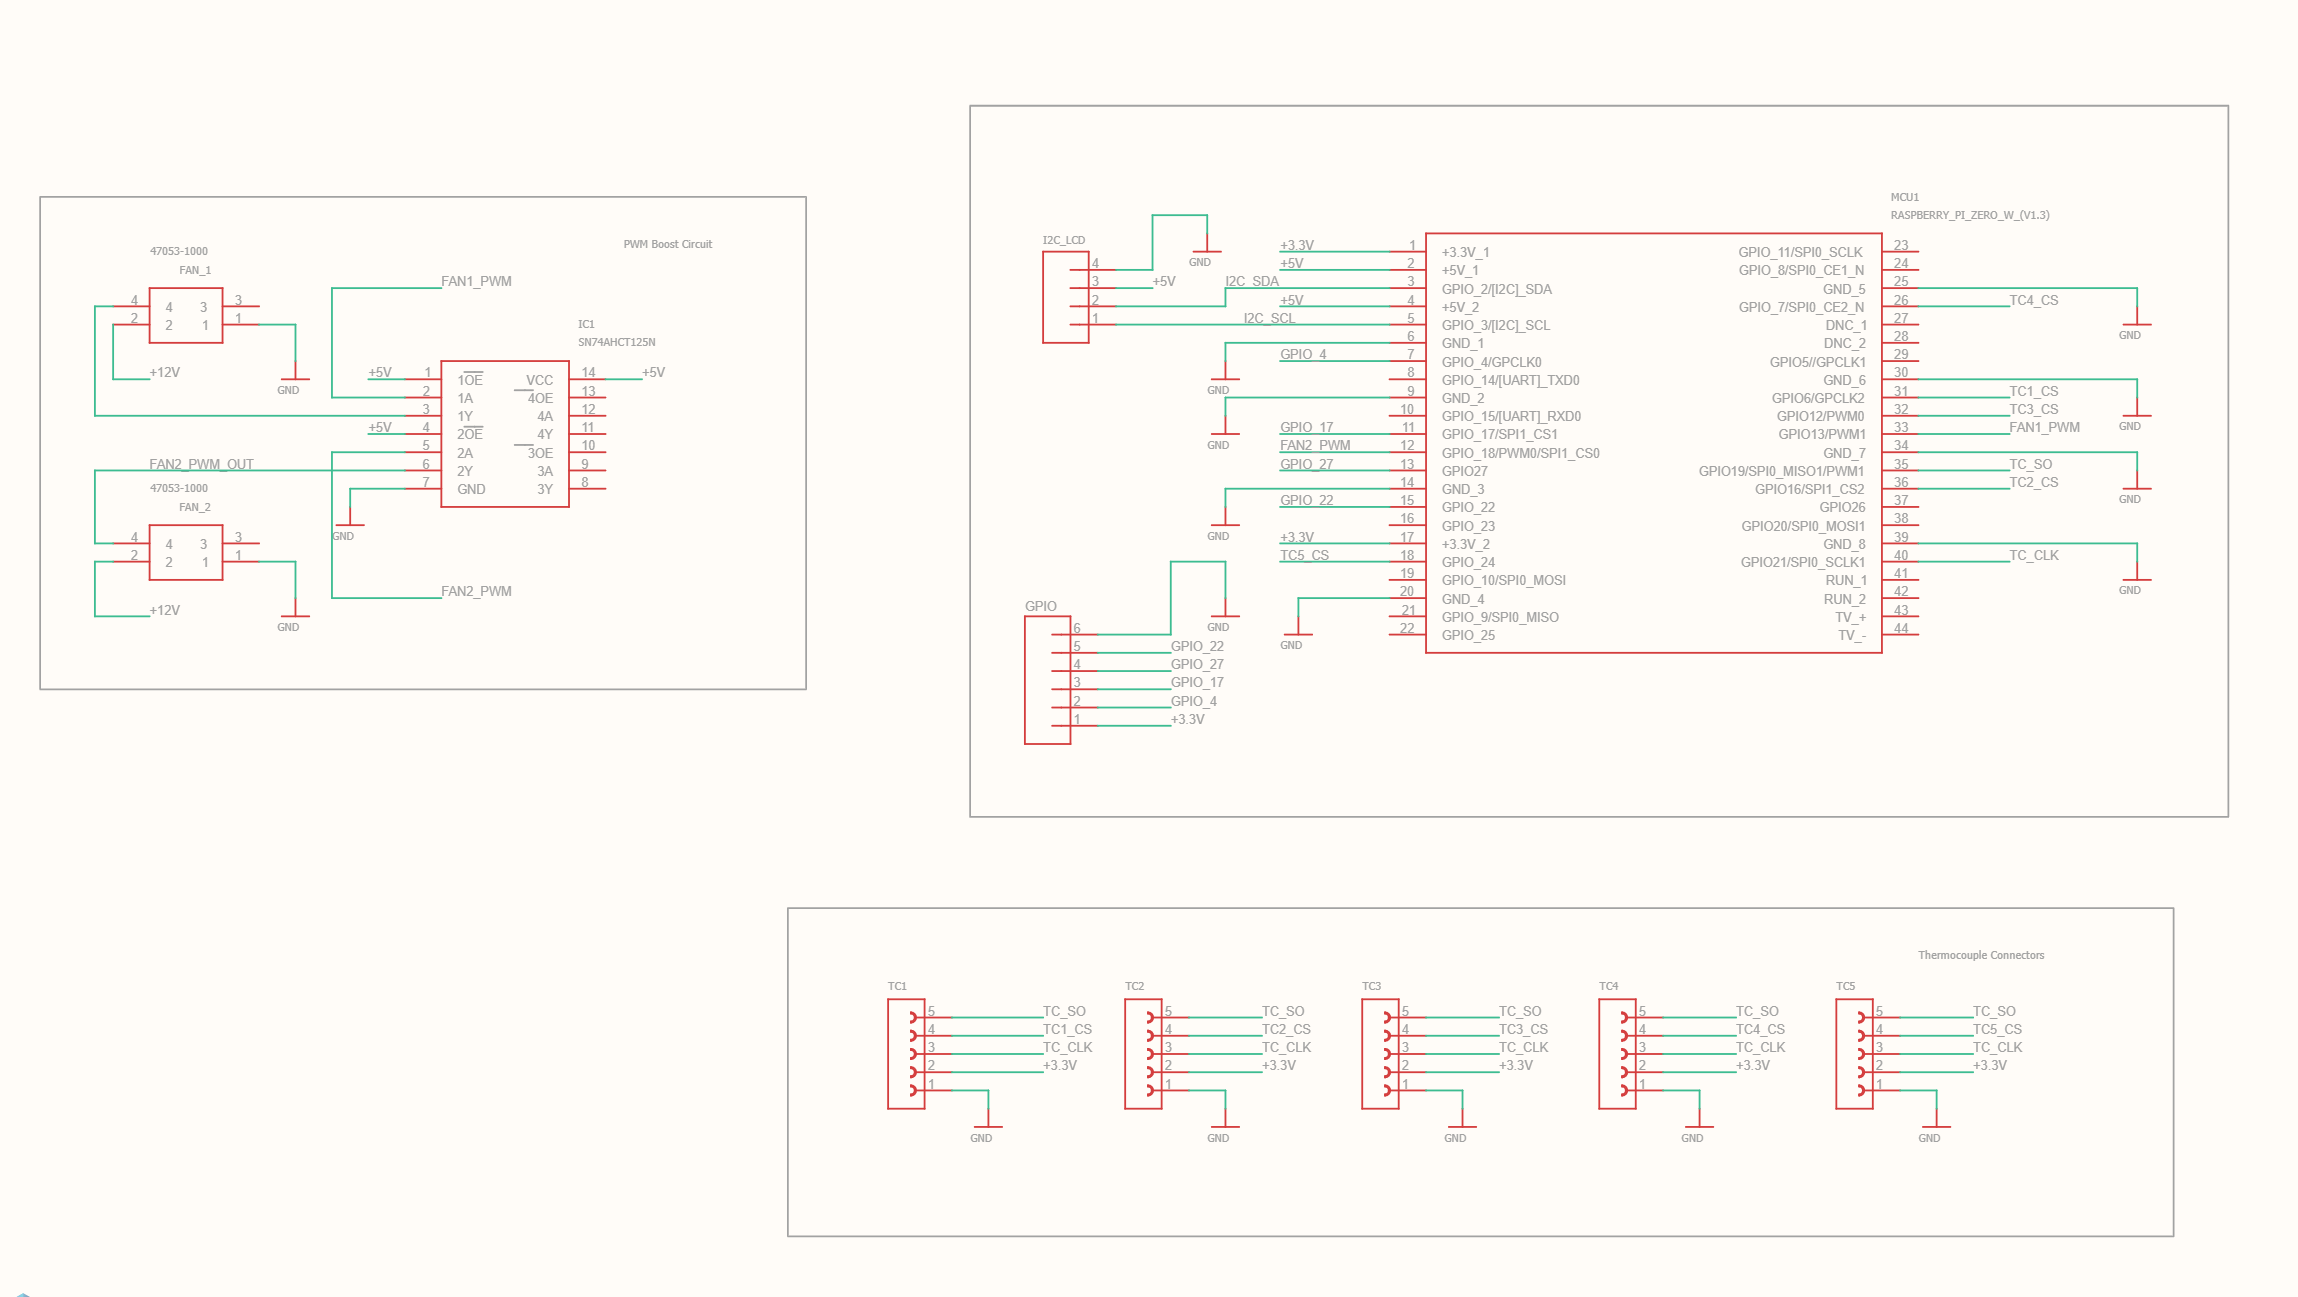 PWM Boost Circuit
47053-1000
FAN_1
4 4 3 3
2 2 1 1
+12V
GND
FAN1_PWM
IC1
SN74AHCT125N
+5V 1 1OE VCC 14 +5V
2 1A 4OE 13
3 1Y 4A 12
+5V 4 2OE 4Y 11
5 2A 3OE 10
FAN2_PWM_OUT 6 2Y 3A 9
7 GND 3Y 8
GND
47053-1000
FAN_2
4 4 3 3
2 2 1 1
+12V
GND
FAN2_PWM
MCU1
RASPBERRY_PI_ZERO_W_(V1.3)
I2C_LCD
4
GND
3 +5V
2 I2C_SDA
1 I2C_SCL
+3.3V 1 +3.3V_1 GPIO_11/SPI0_SCLK 23
+5V 2 +5V_1 GPIO_8/SPI0_CE1_N 24
3 GPIO_2/[I2C]_SDA GND_5 25
+5V 4 +5V_2 GPIO_7/SPI0_CE2_N 26 TC4_CS
5 GPIO_3/[I2C]_SCL DNC_1 27
GND
6 GND_1 DNC_2 28
GPIO_4 7 GPIO_4/GPCLK0 GPIO5//GPCLK1 29
8 GPIO_14/[UART]_TXD0 GND_6 30
GND
9 GND_2 GPIO6/GPCLK2 31 TC1_CS
10 GPIO_15/[UART]_RXD0 GPIO12/PWM0 32 TC3_CS
GND
GPIO_17 11 GPIO_17/SPI1_CS1 GPIO13/PWM1 33 FAN1_PWM
GND
FAN2_PWM 12 GPIO_18/PWM0/SPI1_CS0 GND_7 34
GPIO_27 13 GPIO27 GPIO19/SPI0_MISO1/PWM1 35 TC_SO
14 GND_3 GPIO16/SPI1_CS2 36 TC2_CS
GPIO_22 15 GPIO_22 GPIO26 37
GND
16 GPIO_23 GPIO20/SPI0_MOSI1 38
GND
+3.3V 17 +3.3V_2 GND_8 39
TC5_CS 18 GPIO_24 GPIO21/SPI0_SCLK1 40 TC_CLK
19 GPIO_10/SPI0_MOSI RUN_1 41
GND
20 GND_4 RUN_2 42
21 GPIO_9/SPI0_MISO TV_+ 43
22 GPIO_25 TV_- 44
GND
GPIO
6
GND
5 GPIO_22
4 GPIO_27
3 GPIO_17
2 GPIO_4
1 +3.3V
Thermocouple Connectors
TC1
5 TC_SO
4 TC1_CS
3 TC_CLK
2 +3.3V
1
GND
TC2
5 TC_SO
4 TC2_CS
3 TC_CLK
2 +3.3V
1
GND
TC3
5 TC_SO
4 TC3_CS
3 TC_CLK
2 +3.3V
1
GND
TC4
5 TC_SO
4 TC4_CS
3 TC_CLK
2 +3.3V
1
GND
TC5
5 TC_SO
4 TC5_CS
3 TC_CLK
2 +3.3V
1
GND